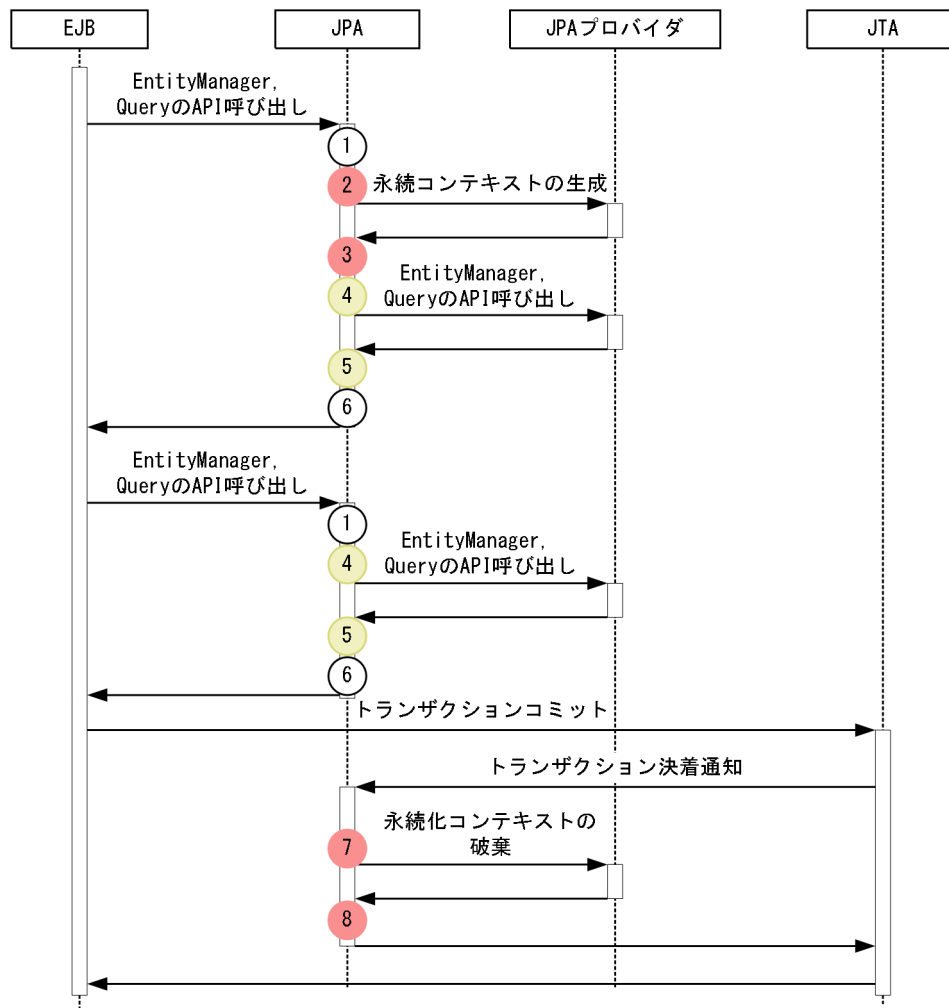 EJB
JPA
JPAプロバイダ
JTA
EntityManager,
QueryのAPI呼び出し
1
2
永続コンテキストの生成
3
EntityManager,
QueryのAPI呼び出し
4
5
6
EntityManager,
QueryのAPI呼び出し
1
EntityManager,
QueryのAPI呼び出し
4
5
6
トランザクションコミット
トランザクション決着通知
永続化コンテキストの
破棄
7
8